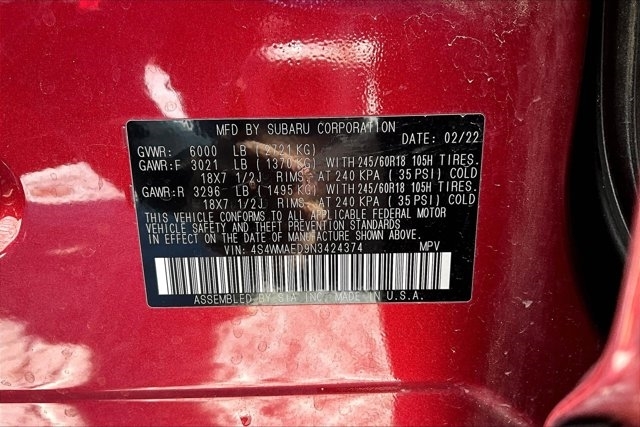 MFD BY SUBARU CORPORATION
DATE: 02/22
GVWR: 6000 LB ( 2721 KG)
GAWR:F 3021 LB ( 1370 KG) WITH 245/60R18 105H TIRES.
18X7 1/2J RIMS AT 240 KPA ( 35 PSI) COLD
GAWR:R 3296 LB ( 1495 KG) WITH 245/60R18 105H TIRES.
18X7 1/2J RIMS AT 240 KPA ( 35 PSI) COLD
THIS VEHICLE CONFORMS TO ALL APPLICABLE FEDERAL MOTOR
VEHICLE SAFETY BUMPER, AND THEFT PREVENTION STANDARDS
IN EFFECT ON THE DATE OF MANUFACTURE SHOWN ABOVE.
VIN: 4S4WMAED9N3424374 MPV
ASSEMBLED BY SIA INC. MADE IN U.S.A.